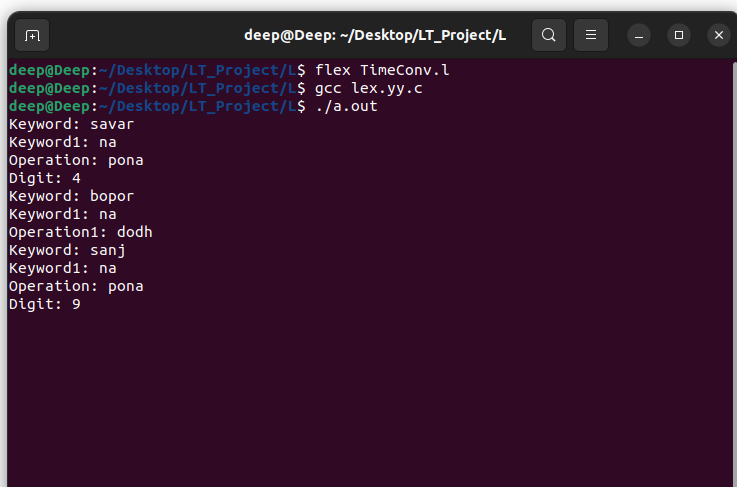 deep@Deep: ~/Desktop/LT_Project/L
deep@Deep:~/Desktop/LT_Project/L$ flex TimeConv.l
deep@Deep:~/Desktop/LT_Project/L$ gcc lex.yy.c
deep@Deep:~/Desktop/LT_Project/L$ ./a.out
Keyword: savar
Keyword1: na
Operation: pona
Digit: 4
Keyword: bopor
Keyword1: na
Operation1: dodh
Keyword: sanj
Keyword1: na
Operation: pona
Digit: 9